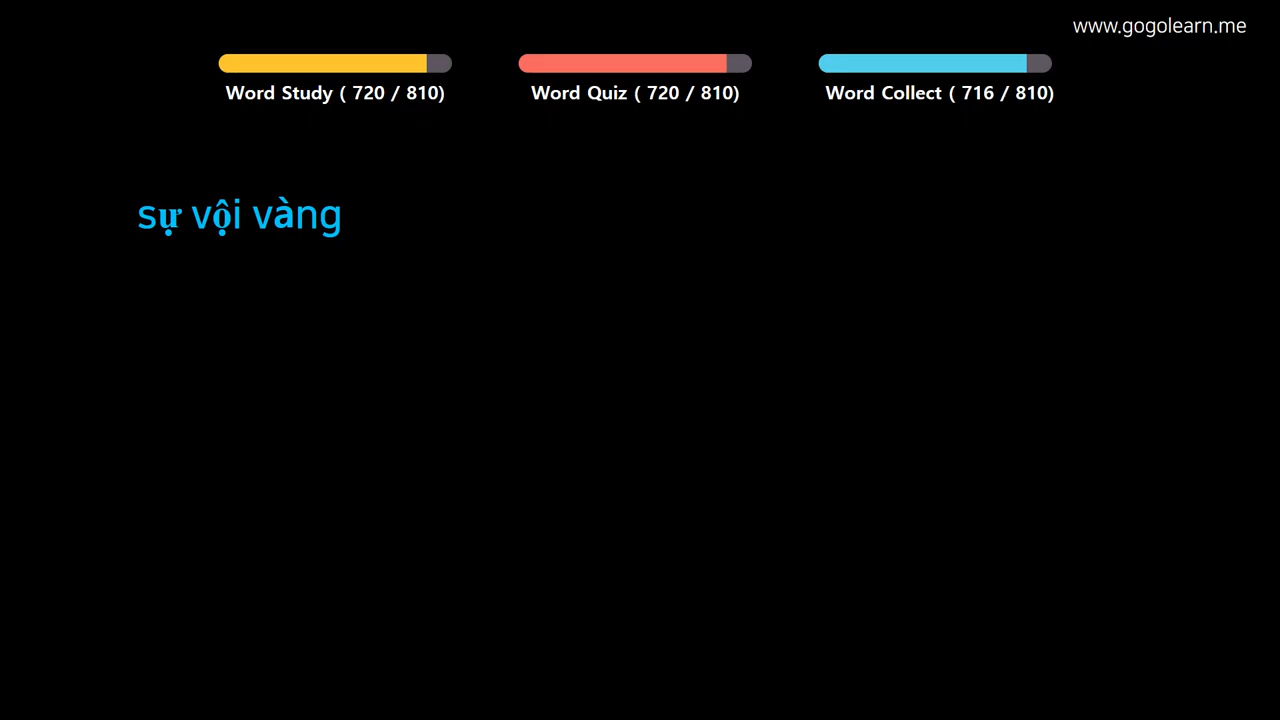 www.gogolearn.me
Word Study ( 720 / 810)
Word Quiz ( 720 / 810)
Word Collect ( 716 / 810)
sự vội vàng